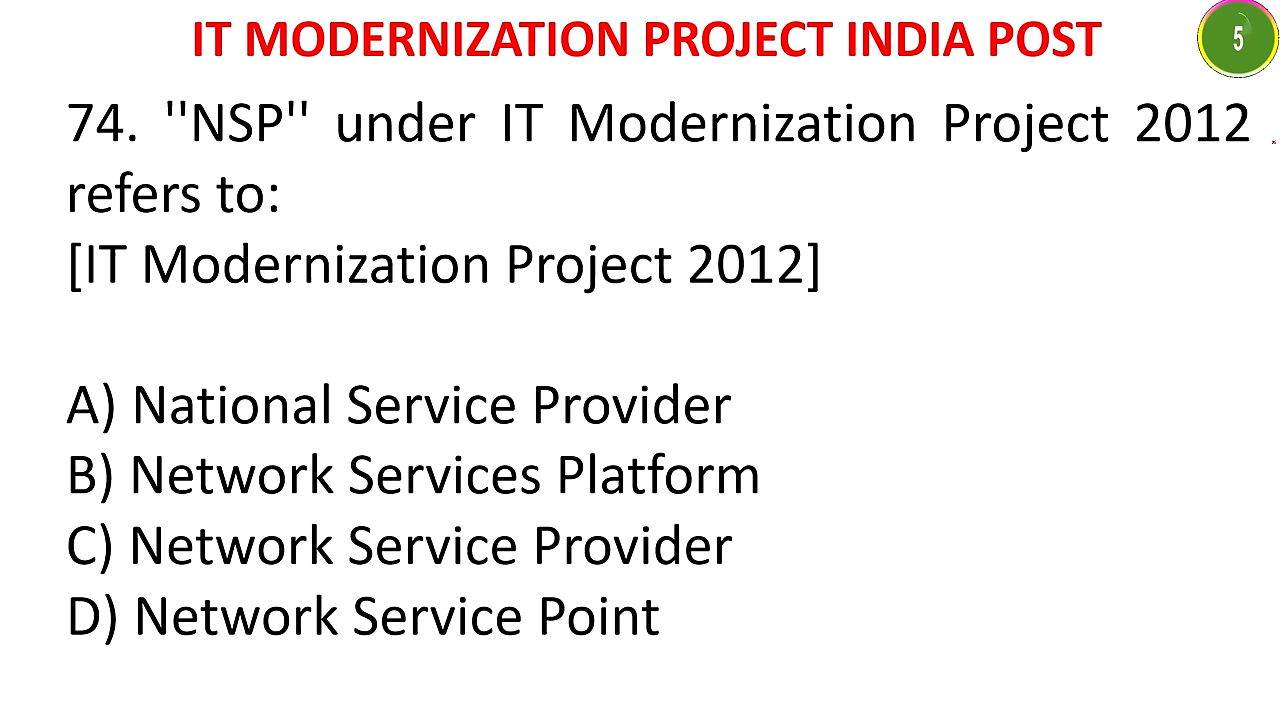 IT MODERNIZATION PROJECT INDIA POST
5
74. ''NSP'' under IT Modernization Project 2012
refers to:
[IT Modernization Project 2012]
A) National Service Provider
B) Network Services Platform
C) Network Service Provider
D) Network Service Point